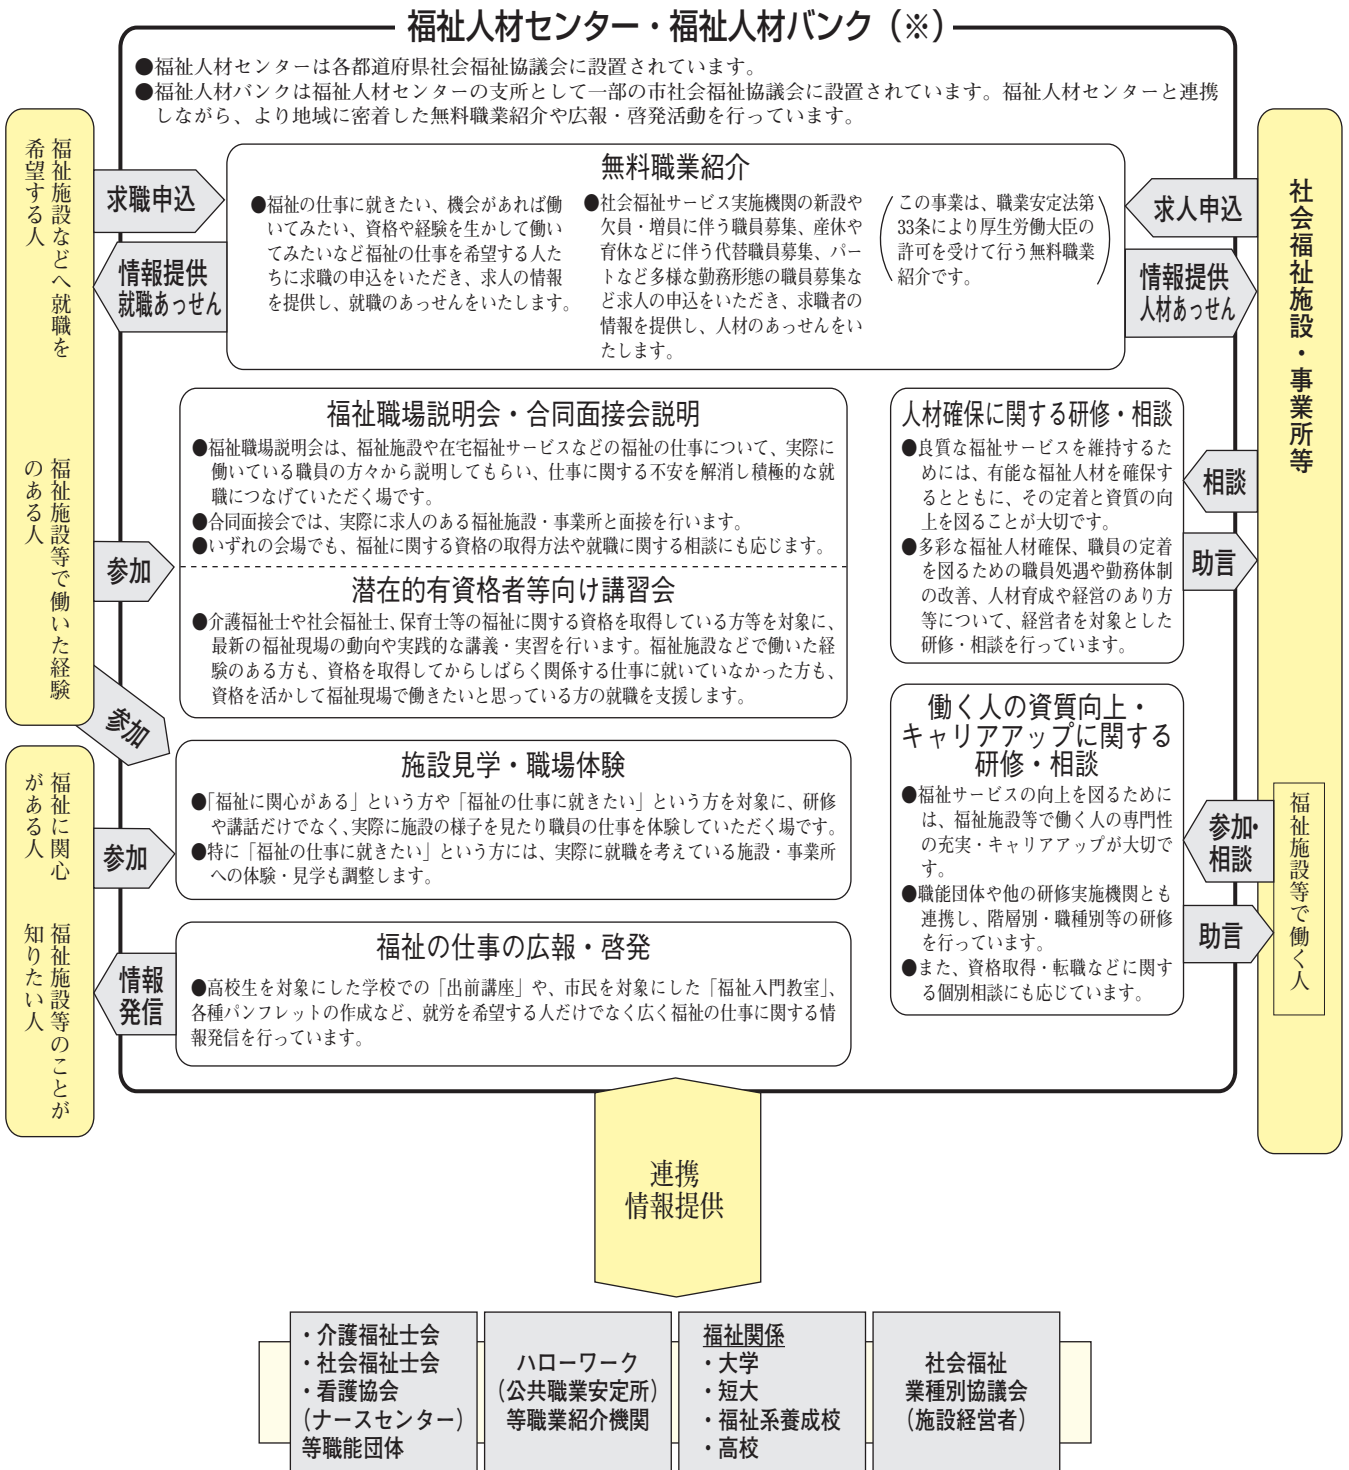 福祉人材センター・福祉人材バンク（※）
●福祉人材センターは各都道府県社会福祉協議会に設置されています。
●福祉人材バンクは福祉人材センターの支所として一部の市社会福祉協議会に設置されています。福祉人材センターと連携
しながら、より地域に密着した無料職業紹介や広報・啓発活動を行っています。
福祉施設などへ就職を
希望する人
福祉施設等で働いた経験
のある人
求職申込
情報提供
就職あっせん
無料職業紹介
●福祉の仕事に就きたい、機会があれば働
いてみたい、資格や経験を生かして働い
てみたいなど福祉の仕事を希望する人た
ちに求職の申込をいただき、求人の情報
を提供し、就職のあっせんをいたします。
●社会福祉サービス実施機関の新設や
欠員・増員に伴う職員募集、産休や
育休などに伴う代替職員募集、パー
トなど多様な勤務形態の職員募集な
ど求人の申込をいただき、求職者の
情報を提供し、人材のあっせんをい
たします。
（この事業は、職業安定法第
33条により厚生労働大臣の
許可を受けて行う無料職業
紹介です。）
求人申込
情報提供
人材あっせん
社会福祉施設・事業所等
参加
福祉職場説明会・合同面接会説明
●福祉職場説明会は、福祉施設や在宅福祉サービスなどの福祉の仕事について、実際に
働いている職員の方々から説明してもらい、仕事に関する不安を解消し積極的な就
職につなげていただく場です。
●合同面接会では、実際に求人のある福祉施設・事業所と面接を行います。
●いずれの会場でも、福祉に関する資格の取得方法や就職に関する相談にも応じます。
潜在的有資格者等向け講習会
●介護福祉士や社会福祉士、保育士等の福祉に関する資格を取得している方等を対象に、
最新の福祉現場の動向や実践的な講義・実習を行います。福祉施設などで働いた経
験のある方も、資格を取得してからしばらく関係する仕事に就いていなかった方も、
資格を活かして福祉現場で働きたいと思っている方の就職を支援します。
人材確保に関する研修・相談
●良質な福祉サービスを維持するた
めには、有能な福祉人材を確保す
るとともに、その定着と資質の向
上を図ることが大切です。
●多彩な福祉人材確保、職員の定着
を図るための職員処遇や勤務体制
の改善、人材育成や経営のあり方
等について、経営者を対象とした
研修・相談を行っています。
相談
助言
参加
福祉に関心
がある人
福祉施設等のことが
知りたい人
参加
施設見学・職場体験
●「福祉に関心がある」という方や「福祉の仕事に就きたい」という方を対象に、研修
や講話だけでなく、実際に施設の様子を見たり職員の仕事を体験していただく場です。
●特に「福祉の仕事に就きたい」という方には、実際に就職を考えている施設・事業所
への体験・見学も調整します。
情報
発信
福祉の仕事の広報・啓発
●高校生を対象にした学校での「出前講座」や、市民を対象にした「福祉入門教室」、
各種パンフレットの作成など、就労を希望する人だけでなく広く福祉の仕事に関する情
報発信を行っています。
働く人の資質向上・
キャリアアップに関する
研修・相談
●福祉サービスの向上を図るために
は、福祉施設等で働く人の専門性
の充実・キャリアアップが大切で
す。
●職能団体や他の研修実施機関とも
連携し、階層別・職種別等の研修
を行っています。
●また、資格取得・転職などに関す
る個別相談にも応じています。
参加・
相談
助言
福祉施設等で働く人
連携
情報提供
・介護福祉士会
・社会福祉士会
・看護協会
（ナースセンター）
等職能団体
ハローワーク
（公共職業安定所）
等職業紹介機関
福祉関係
・大学
・短大
・福祉系養成校
・高校
社会福祉
業種別協議会
（施設経営者）